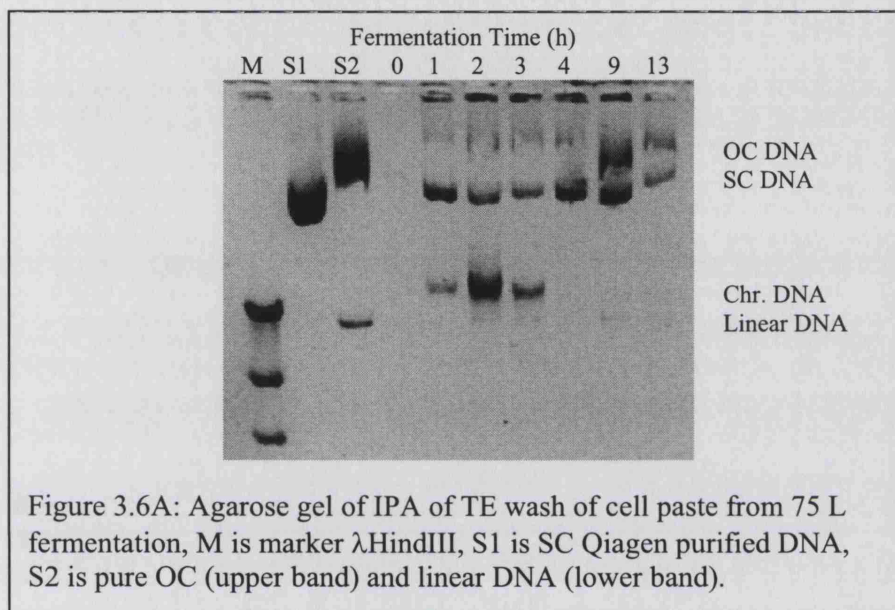 Fermentation Time (h)
M S1 S2 0 1 2 3 4 9 13
OC DNA
SC DNA
Chr. DNA
Linear DNA
Figure 3.6A: Agarose gel of IPA of TE wash of cell paste from 75 L
fermentation, M is marker λHindIII, S1 is SC Qiagen purified DNA,
S2 is pure OC (upper band) and linear DNA (lower band).